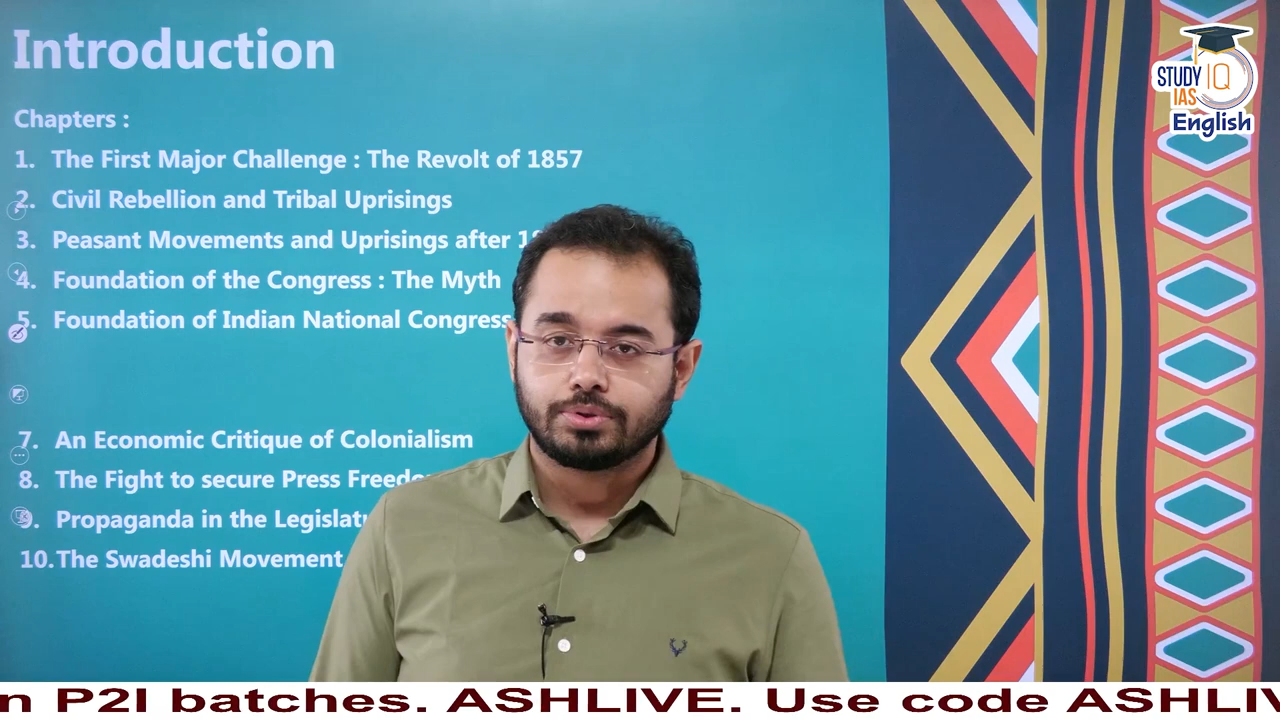 Introduction
Chapters :
1. The First Major Challenge : The Revolt of 1857
2. Civil Rebellion and Tribal Uprisings
3. Peasant Movements and Uprisings after
4. Foundation of the Congress : The Myth
5. Foundation of Indian National Congress
7. An Economic Critique of Colonialism
8. The Fight to secure Press
9. Propaganda in the
10. The Swadeshi Movement
STUDY IQ
IAS
English
P2I batches. ASHLIVE. Use code